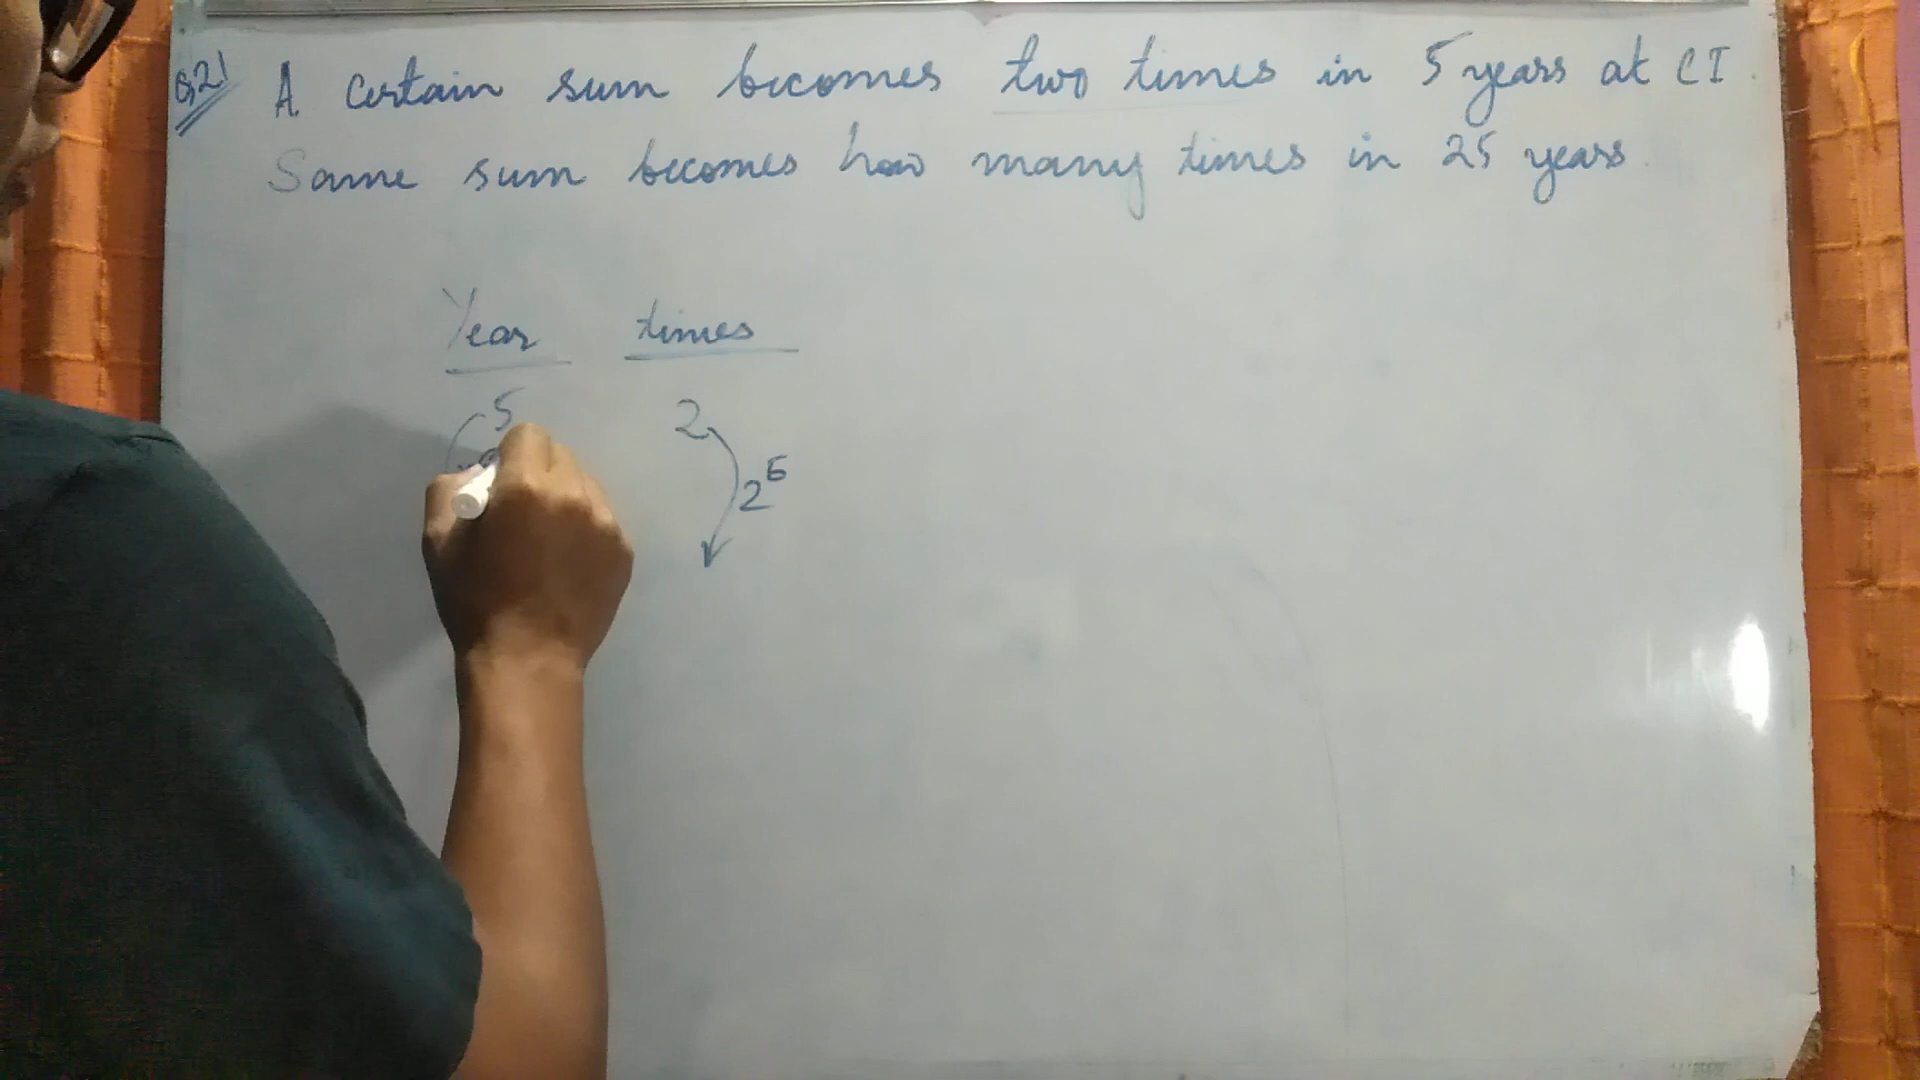 Q21 A certain sum becomes two times in 5 years at CI.
Same sum becomes how many times in 25 years.
Year times
5 2
2⁵